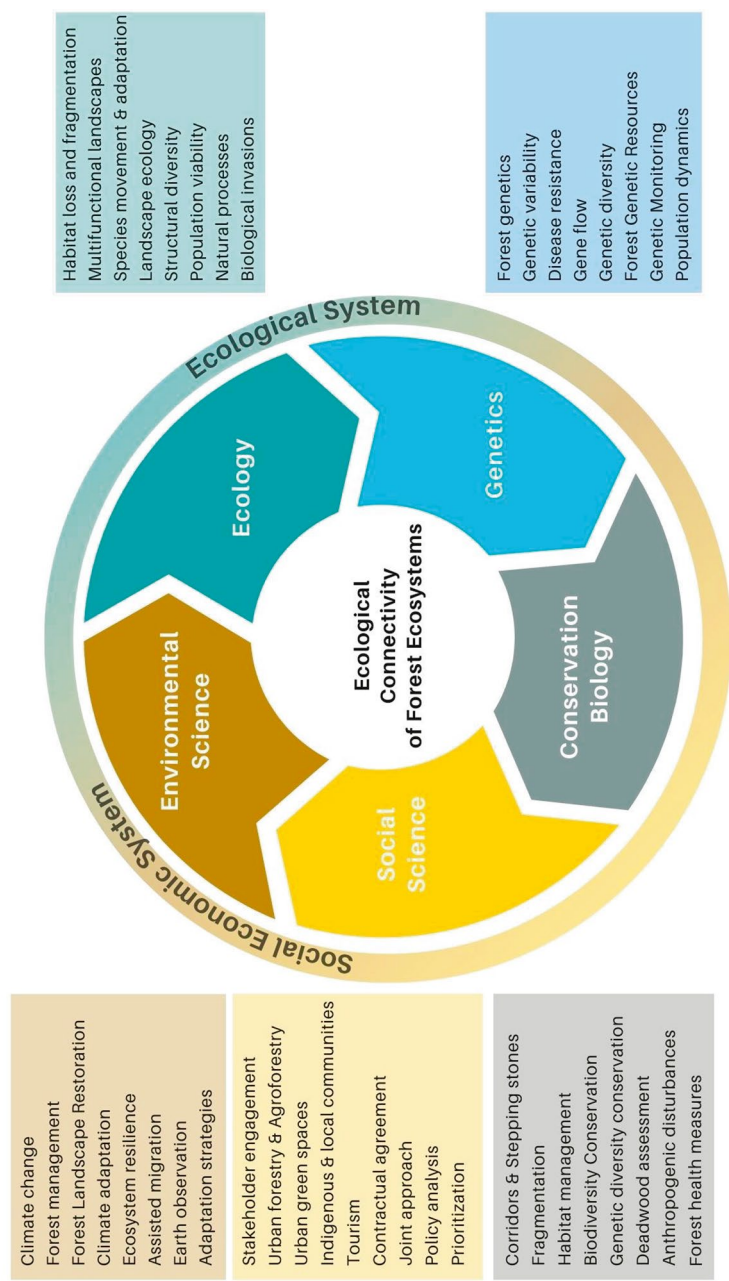 Climate change
Forest management
Forest Landscape Restoration
Climate adaptation
Ecosystem resilience
Assisted migration
Earth observation
Adaptation strategies
Stakeholder engagement
Urban forestry & Agroforestry
Urban green spaces
Indigenous & local communities
Tourism
Contractual agreement
Joint approach
Policy analysis
Prioritization
Corridors & Stepping stones
Fragmentation
Habitat management
Biodiversity Conservation
Genetic diversity conservation
Deadwood assessment
Anthropogenic disturbances
Forest health measures
Social Economic System
Ecological System
Environmental
Science
Ecology
Social
Science
Ecological
Connectivity
of Forest Ecosystems
Genetics
Conservation
Biology
Habitat loss and fragmentation
Multifunctional landscapes
Species movement & adaptation
Landscape ecology
Structural diversity
Population viability
Natural processes
Biological invasions
Forest genetics
Genetic variability
Disease resistance
Gene flow
Genetic diversity
Forest Genetic Resources
Genetic Monitoring
Population dynamics